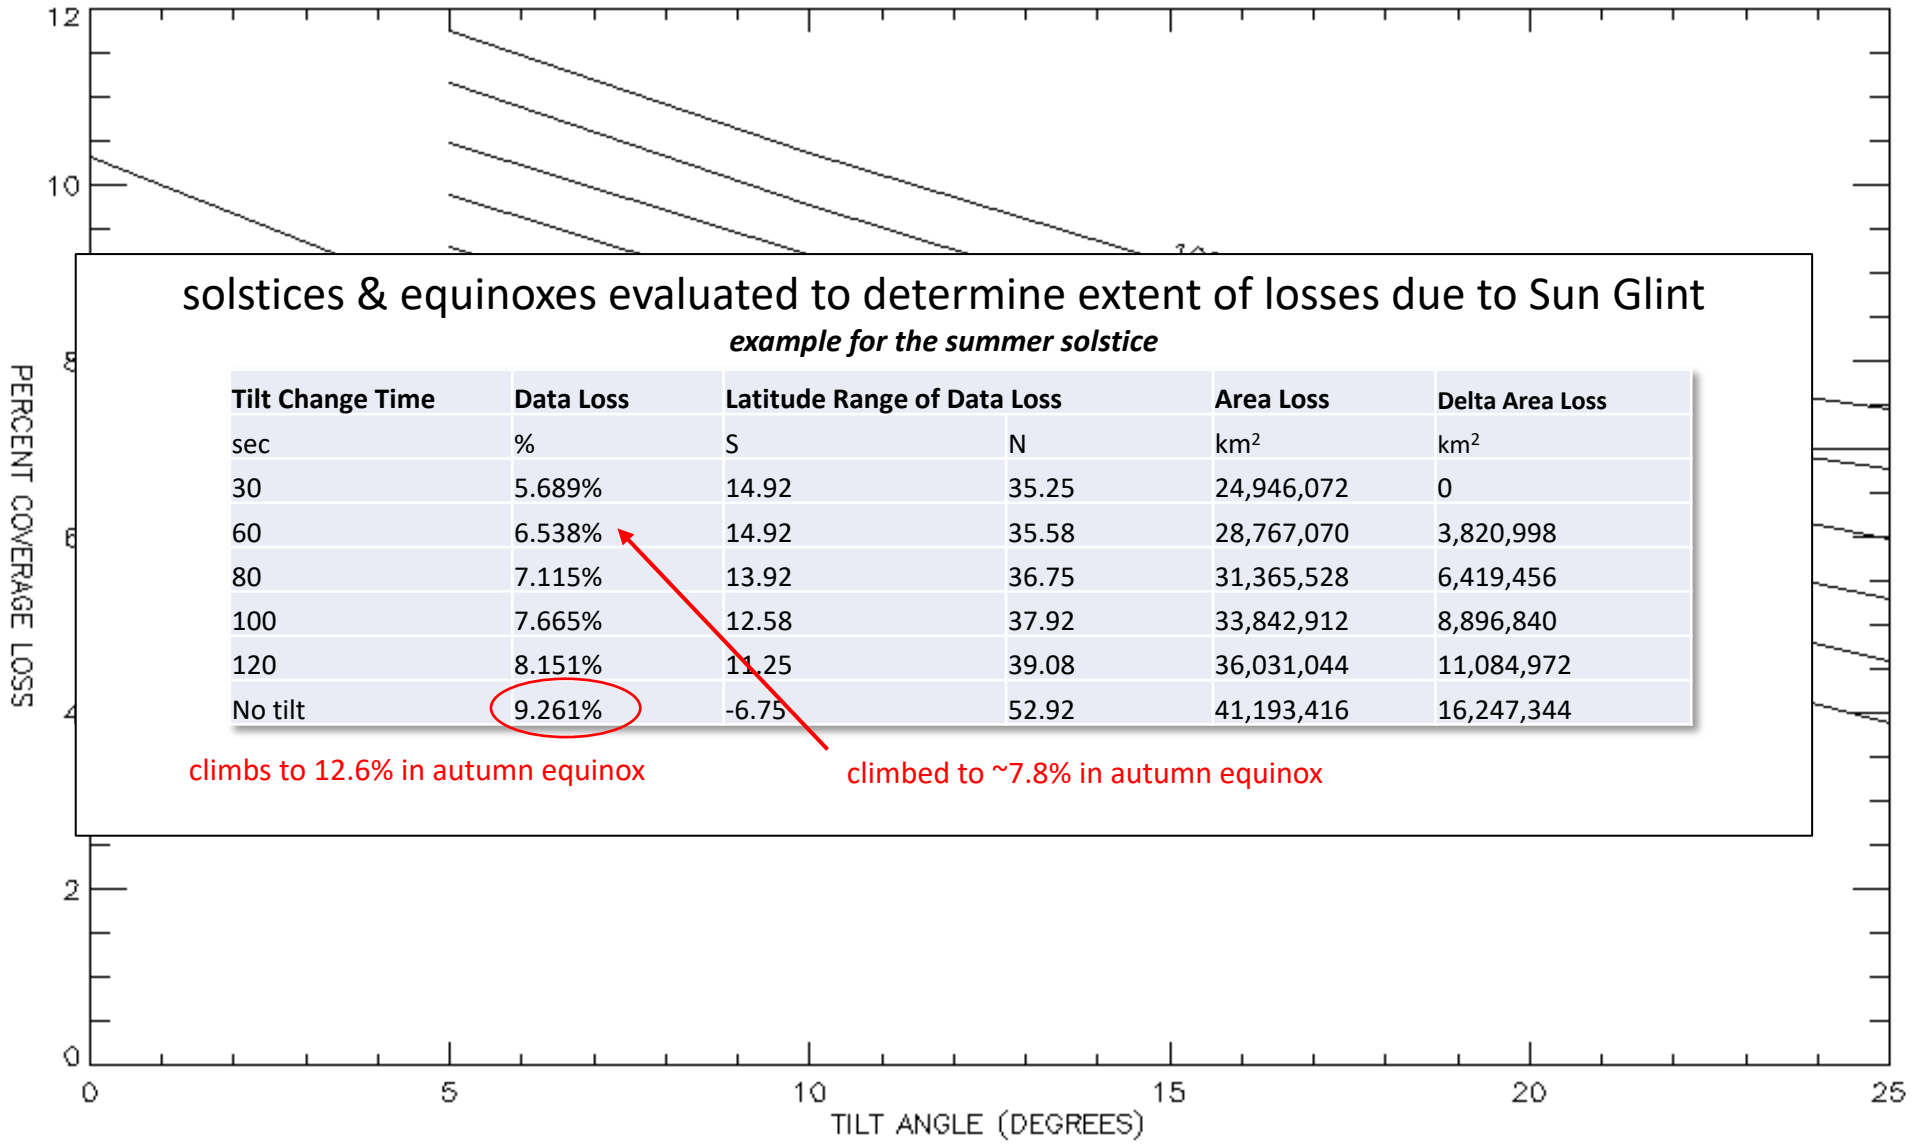 12
10
8
6
4
2
0
PERCENT COVERAGE LOSS
solstices & equinoxes evaluated to determine extent of losses due to Sun Glint
example for the summer solstice
Tilt Change Time Data Loss Latitude Range of Data Loss Area Loss Delta Area Loss
sec % S N km² km²
30 5.689% 14.92 35.25 24,946,072 0
60 6.538% 14.92 35.58 28,767,070 3,820,998
80 7.115% 13.92 36.75 31,365,528 6,419,456
100 7.665% 12.58 37.92 33,842,912 8,896,840
120 8.151% 11.25 39.08 36,031,044 11,084,972
No tilt 9.261% -6.75 52.92 41,193,416 16,247,344
climbs to 12.6% in autumn equinox
climbed to ~7.8% in autumn equinox
0 5 10 15 20 25
TILT ANGLE (DEGREES)